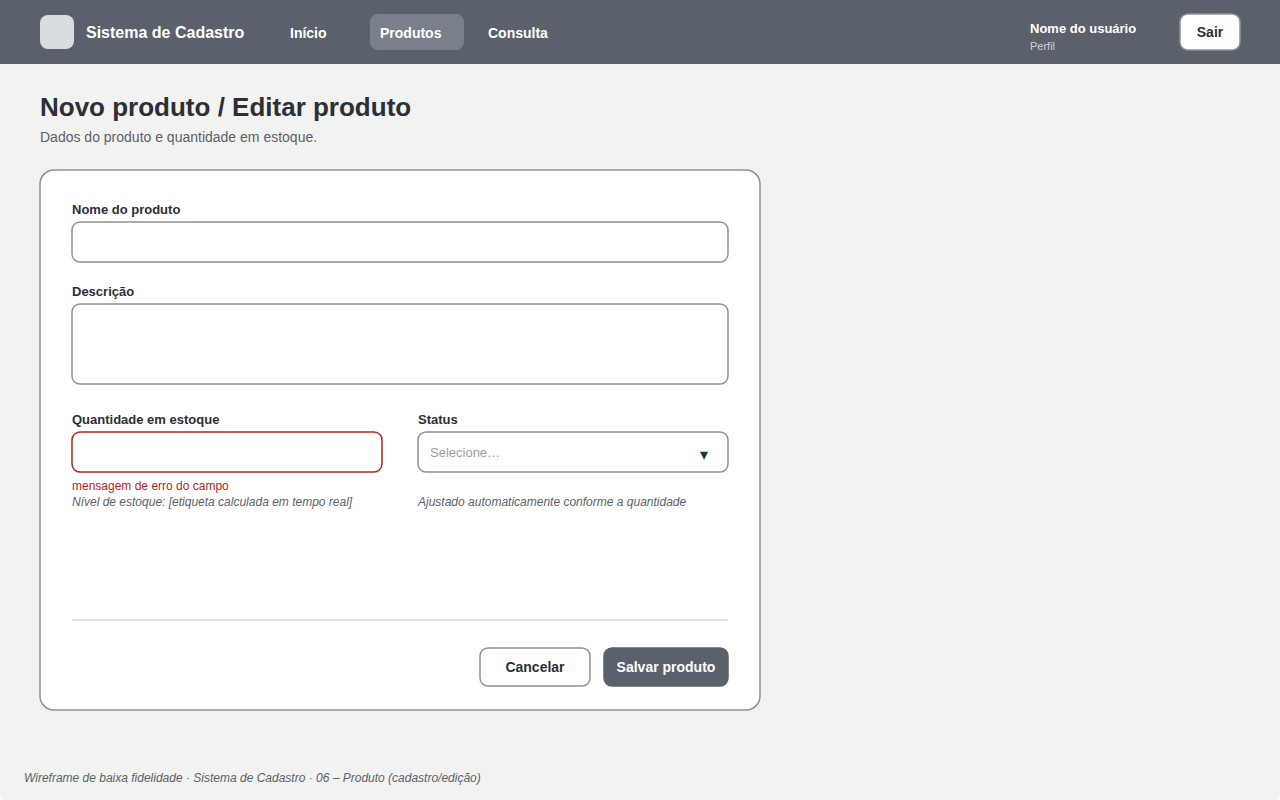 Sistema de Cadastro
Início
Produtos
Consulta
Nome do usuário
Perfil
Sair
Novo produto / Editar produto
Dados do produto e quantidade em estoque.
Nome do produto
Descrição
Quantidade em estoque
Status
Selecione…
mensagem de erro do campo
Nível de estoque: [etiqueta calculada em tempo real]
Ajustado automaticamente conforme a quantidade
Cancelar
Salvar produto
Wireframe de baixa fidelidade · Sistema de Cadastro · 06 – Produto (cadastro/edição)